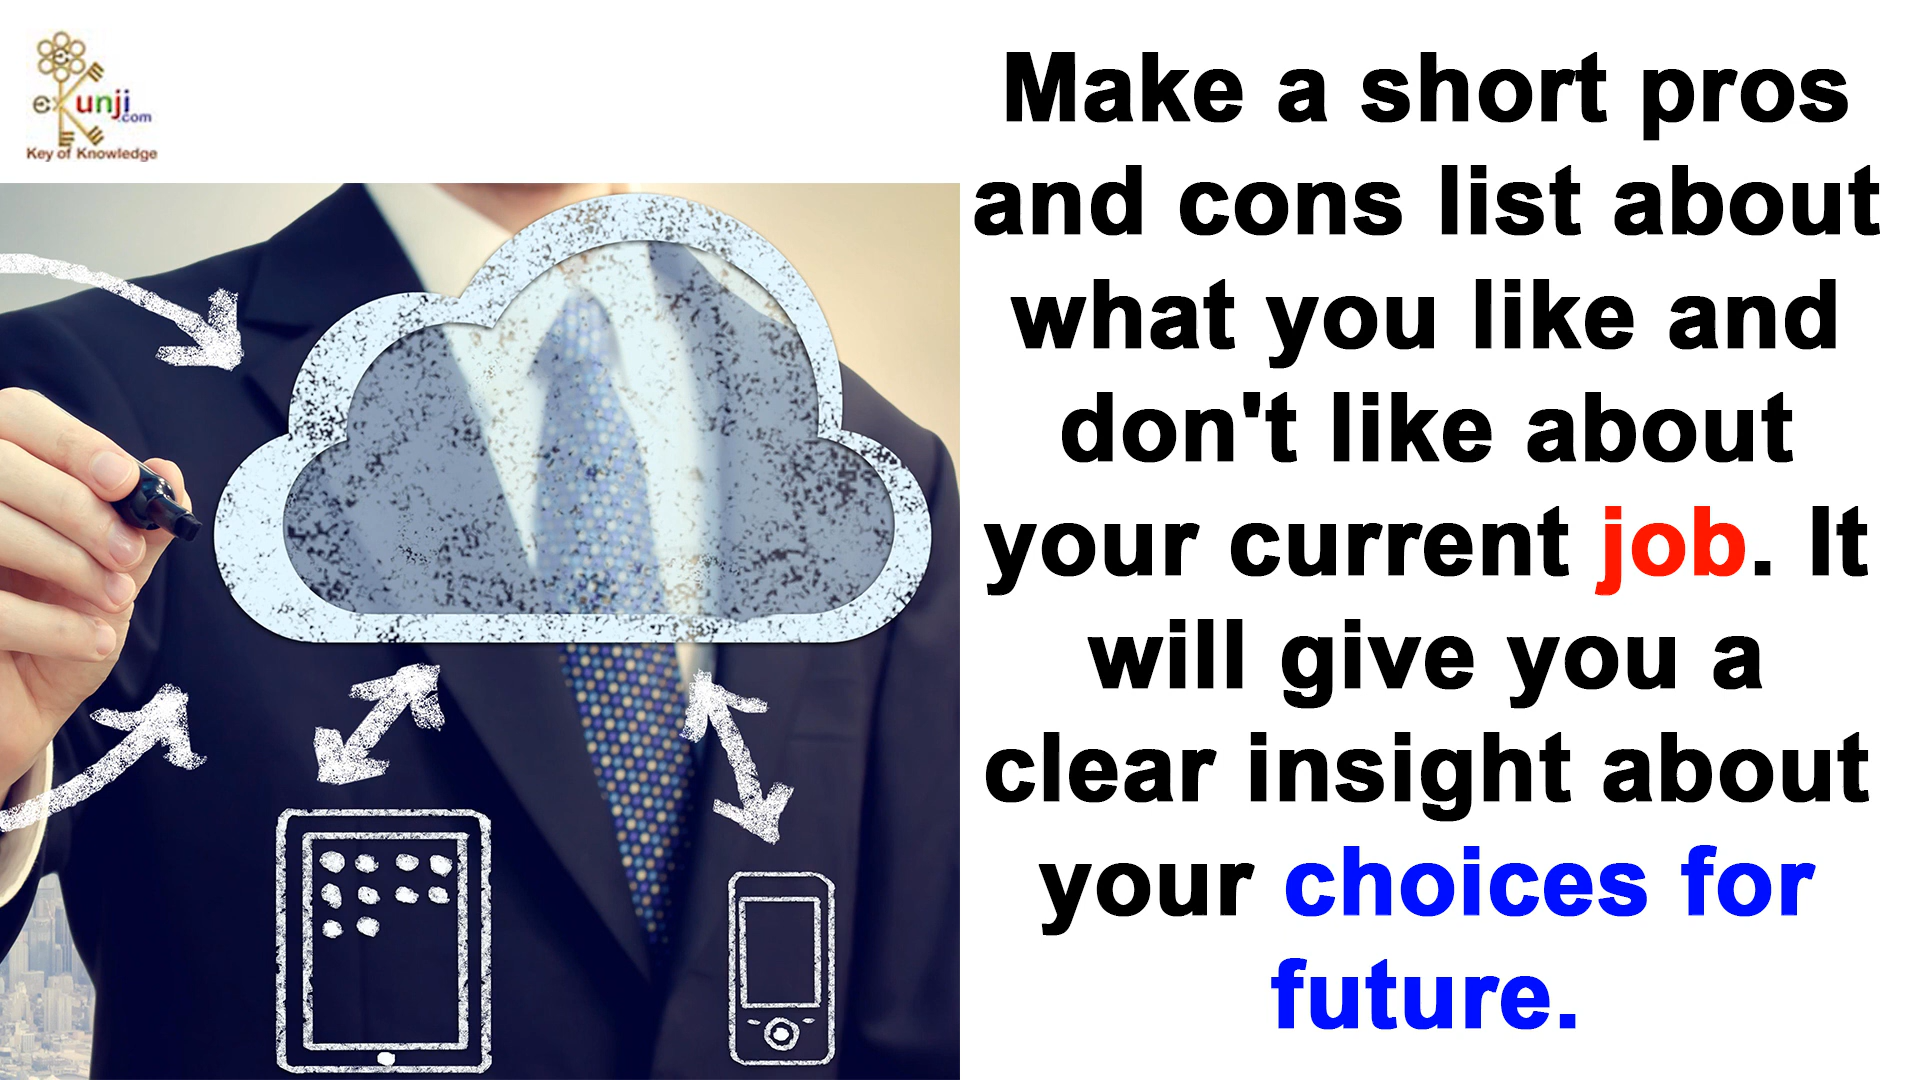 eKunji
.com
Key of Knowledge
Make a short pros
and cons list about
what you like and
don't like about
your current job. It
will give you a
clear insight about
your choices for
future.